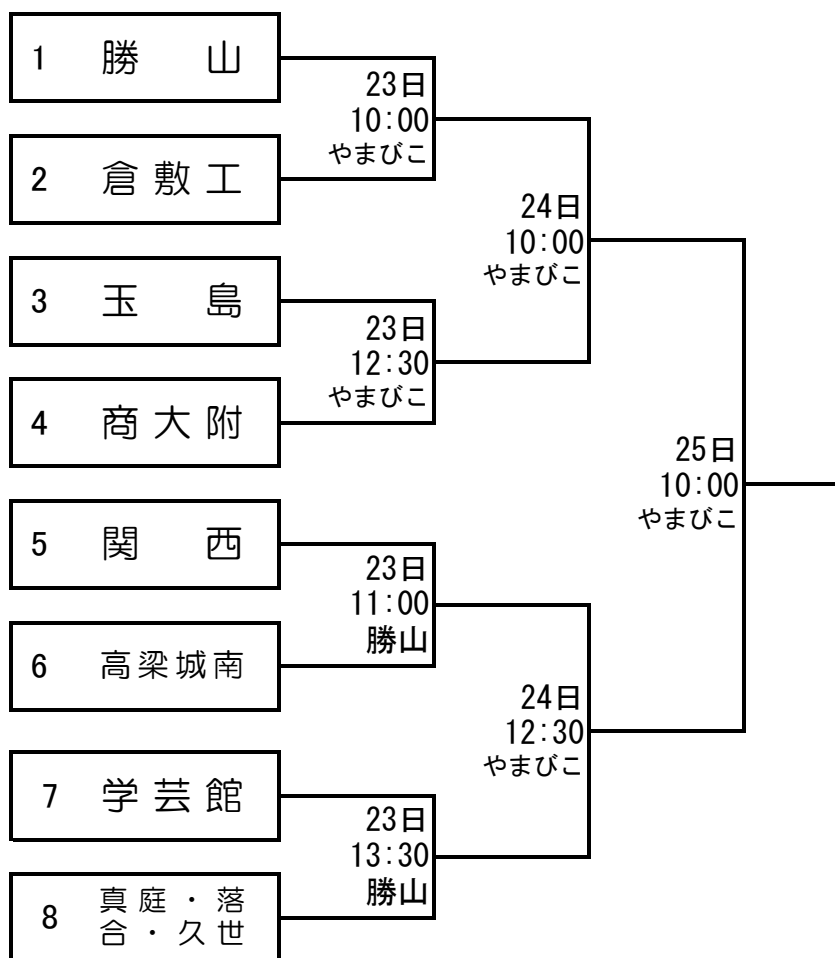 1 勝 山
23日
10:00
やまびこ
2 倉敷工
24日
10:00
やまびこ
3 玉 島
23日
12:30
やまびこ
4 商大附
25日
10:00
やまびこ
5 関 西
23日
11:00
勝山
6 高梁城南
24日
12:30
やまびこ
7 学芸館
23日
13:30
勝山
8 真庭・落
合・久世